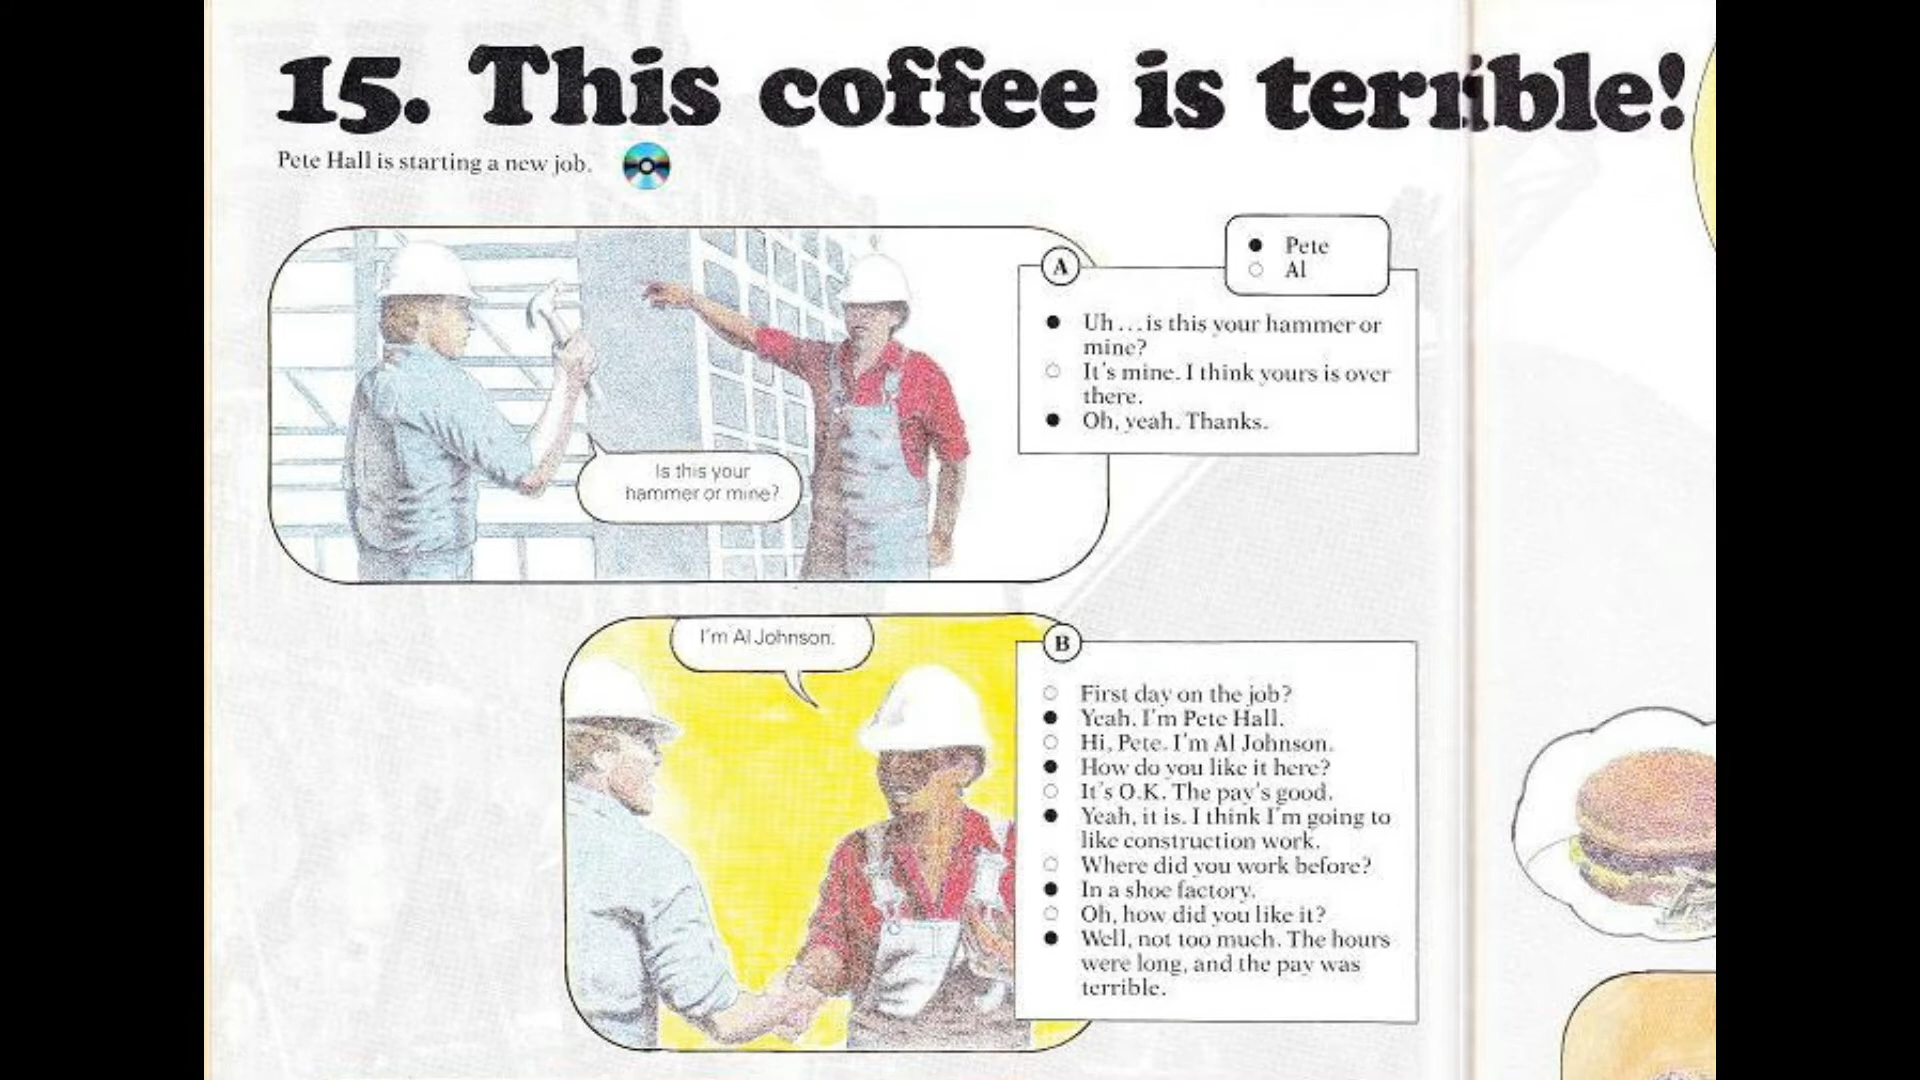 15. This coffee is terrible!
Pete Hall is starting a new job.
● Pete
○ Al
A
● Uh...is this your hammer or
mine?
○ It's mine. I think yours is over
there.
● Oh, yeah. Thanks.
Is this your
hammer or mine?
I'm Al Johnson.
B
○ First day on the job?
● Yeah. I'm Pete Hall.
○ Hi, Pete. I'm Al Johnson.
● How do you like it here?
○ It's O.K. The pay's good.
● Yeah, it is. I think I'm going to
like construction work.
○ Where did you work before?
● In a shoe factory.
○ Oh, how did you like it?
● Well, not too much. The hours
were long, and the pay was
terrible.